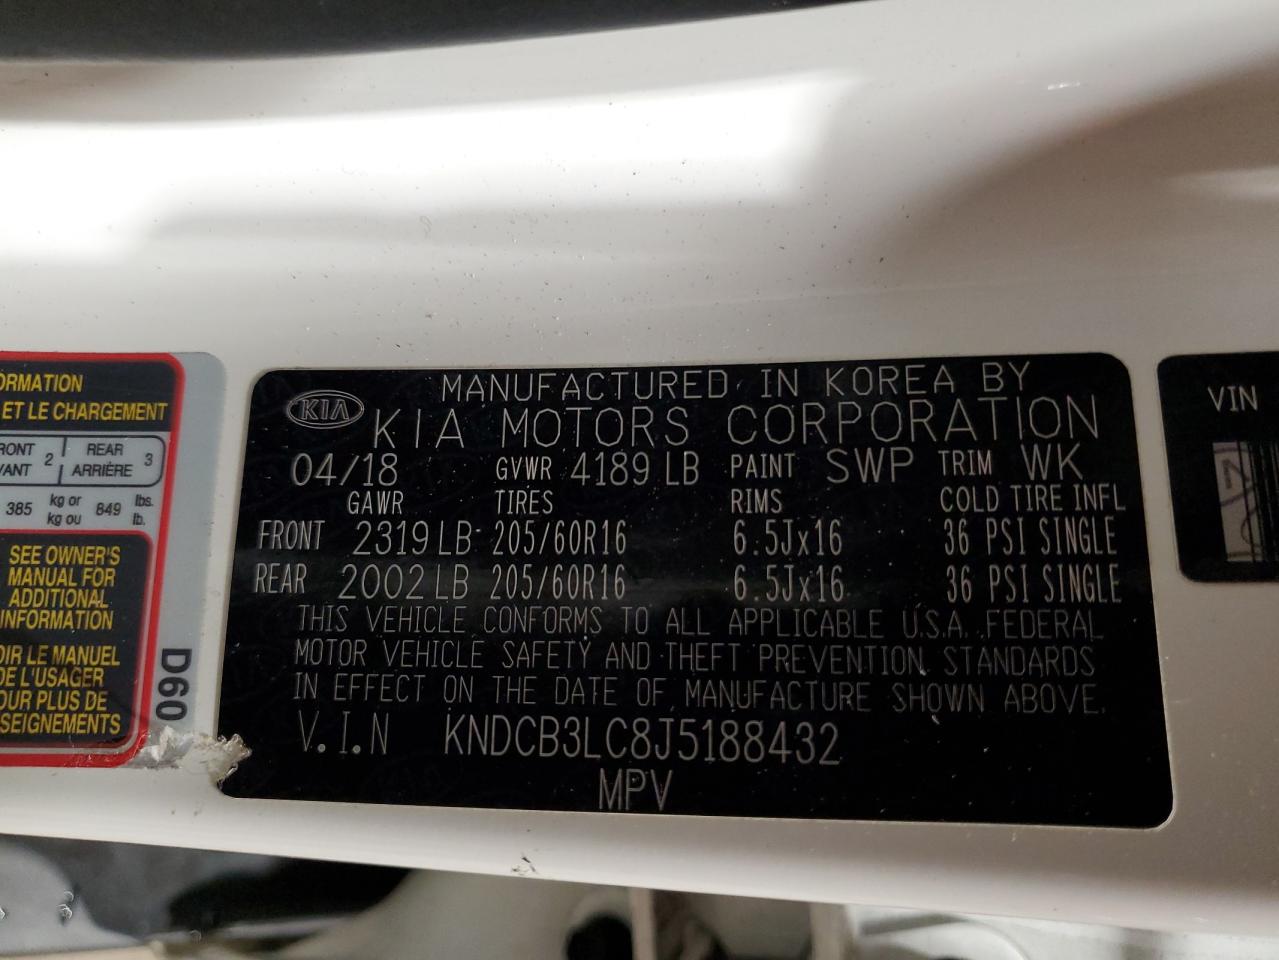 ORMATION
ET LE CHARGEMENT
RONT 2 REAR 3
VANT ARRIÈRE
385 kg or 849 lbs.
kg ou lb.
SEE OWNER'S
MANUAL FOR
ADDITIONAL
INFORMATION
OIR LE MANUEL
DE L'USAGER
POUR PLUS DE
SEIGNEMENTS
D60
KIA
MANUFACTURED IN KOREA BY
KIA MOTORS CORPORATION
04/18 GVWR 4189 LB PAINT SWP TRIM WK
GAWR TIRES RIMS COLD TIRE INFL
FRONT 2319 LB 205/60R16 6.5Jx16 36 PSI SINGLE
REAR 2002 LB 205/60R16 6.5Jx16 36 PSI SINGLE
THIS VEHICLE CONFORMS TO ALL APPLICABLE U.S.A. FEDERAL
MOTOR VEHICLE SAFETY AND THEFT PREVENTION STANDARDS
IN EFFECT ON THE DATE OF MANUFACTURE SHOWN ABOVE.
V.I.N KNDCB3LC8J5188432
MPV
VIN